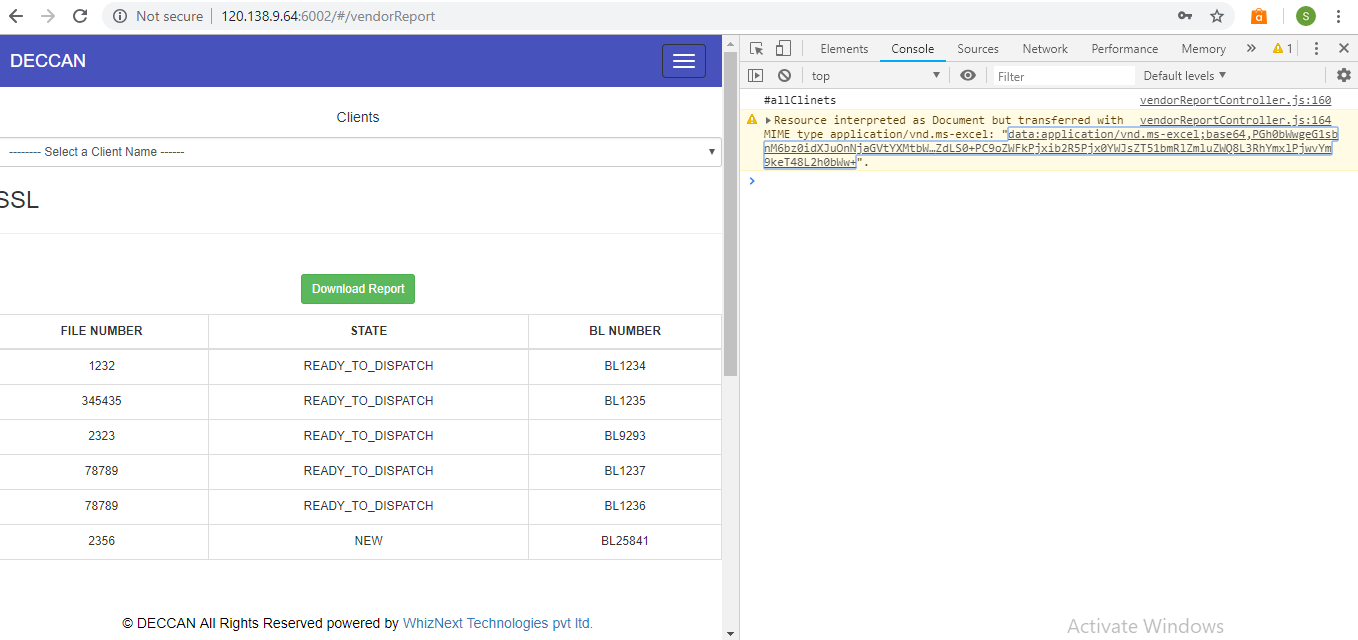 Not secure 120.138.9.64:6002/#/vendorReport
a
S
DECCAN
Clients
-------- Select a Client Name ------
SSL
Download Report
FILE NUMBER STATE BL NUMBER
1232 READY_TO_DISPATCH BL1234
345435 READY_TO_DISPATCH BL1235
2323 READY_TO_DISPATCH BL9293
78789 READY_TO_DISPATCH BL1237
78789 READY_TO_DISPATCH BL1236
2356 NEW BL25841
© DECCAN All Rights Reserved powered by WhizNext Technologies pvt ltd.
Elements Console Sources Network Performance Memory » 1
top Filter Default levels
#allClinets vendorReportController.js:160
Resource interpreted as Document but transferred with vendorReportController.js:164
MIME type application/vnd.ms-excel: "data:application/vnd.ms-excel;base64,PGh0bWwgeG1sb
nM6bz0idXJuOnNjaGVtYXMtbW…ZdLS0+PC9oZWFkPjxib2R5Pjx0YWJsZT51bmRlZmluZWQ8L3RhYmxlPjwvYm
9keT48L2h0bWw+".
Activate Windows